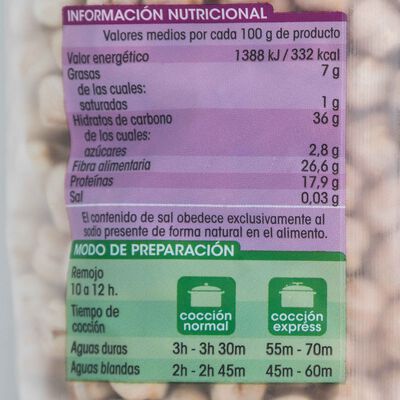 INFORMACIÓN NUTRICIONAL
Valores medios por cada 100 g de producto
Valor energético 1388 kJ / 332 kcal
Grasas 7 g
de las cuales:
saturadas 1 g
Hidratos de carbono 36 g
de los cuales:
azúcares 2,8 g
Fibra alimentaria 26,6 g
Proteínas 17,9 g
Sal 0,03 g
El contenido de sal obedece exclusivamente al
sodio presente de forma natural en el alimento.
MODO DE PREPARACIÓN
Remojo
10 a 12 h.
Tiempo de
cocción
cocción
normal
cocción
expréss
Aguas duras 3h - 3h 30m 55m - 70m
Aguas blandas 2h - 2h 45m 45m - 60m